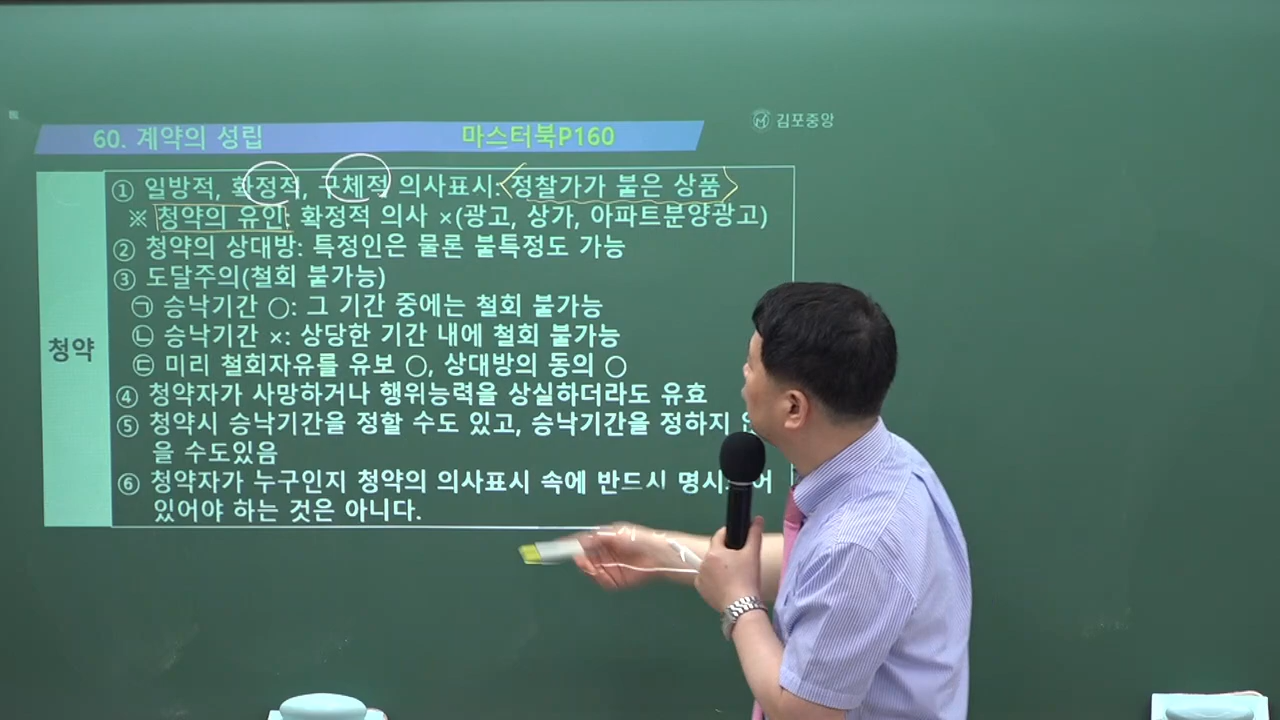 김포중앙
60. 계약의 성립 마스터북P160
청약
① 일방적, 확정적, 구체적 의사표시: 정찰가가 붙은 상품
※ 청약의 유인: 확정적 의사 ×(광고, 상가, 아파트분양광고)
② 청약의 상대방: 특정인은 물론 불특정도 가능
③ 도달주의(철회 불가능)
㉠ 승낙기간 ○: 그 기간 중에는 철회 불가능
㉡ 승낙기간 ×: 상당한 기간 내에 철회 불가능
㉢ 미리 철회자유를 유보 ○, 상대방의 동의 ○
④ 청약자가 사망하거나 행위능력을 상실하더라도 유효
⑤ 청약시 승낙기간을 정할 수도 있고, 승낙기간을 정하지
을 수도있음
⑥ 청약자가 누구인지 청약의 의사표시 속에 반드시
있어야 하는 것은 아니다.